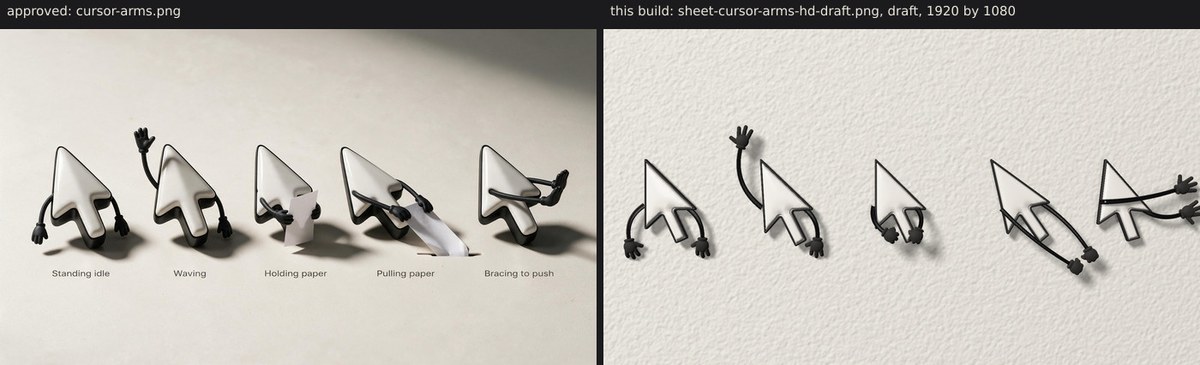 approved: cursor-arms.png
this build: sheet-cursor-arms-hd-draft.png, draft, 1920 by 1080
Standing idle
Waving
Holding paper
Pulling paper
Bracing to push